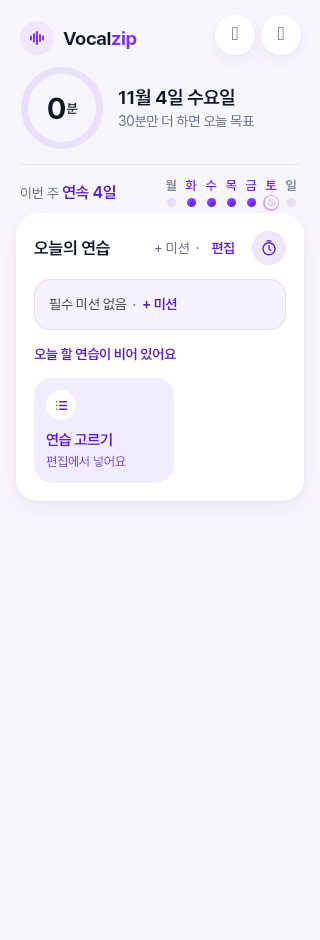 Vocalzip
0분
11월 4일 수요일
30분만 더 하면 오늘 목표
이번 주 연속 4일
월 화 수 목 금 토 일
오늘의 연습
+ 미션 · 편집
필수 미션 없음 · + 미션
오늘 할 연습이 비어 있어요
연습 고르기
편집에서 넣어요